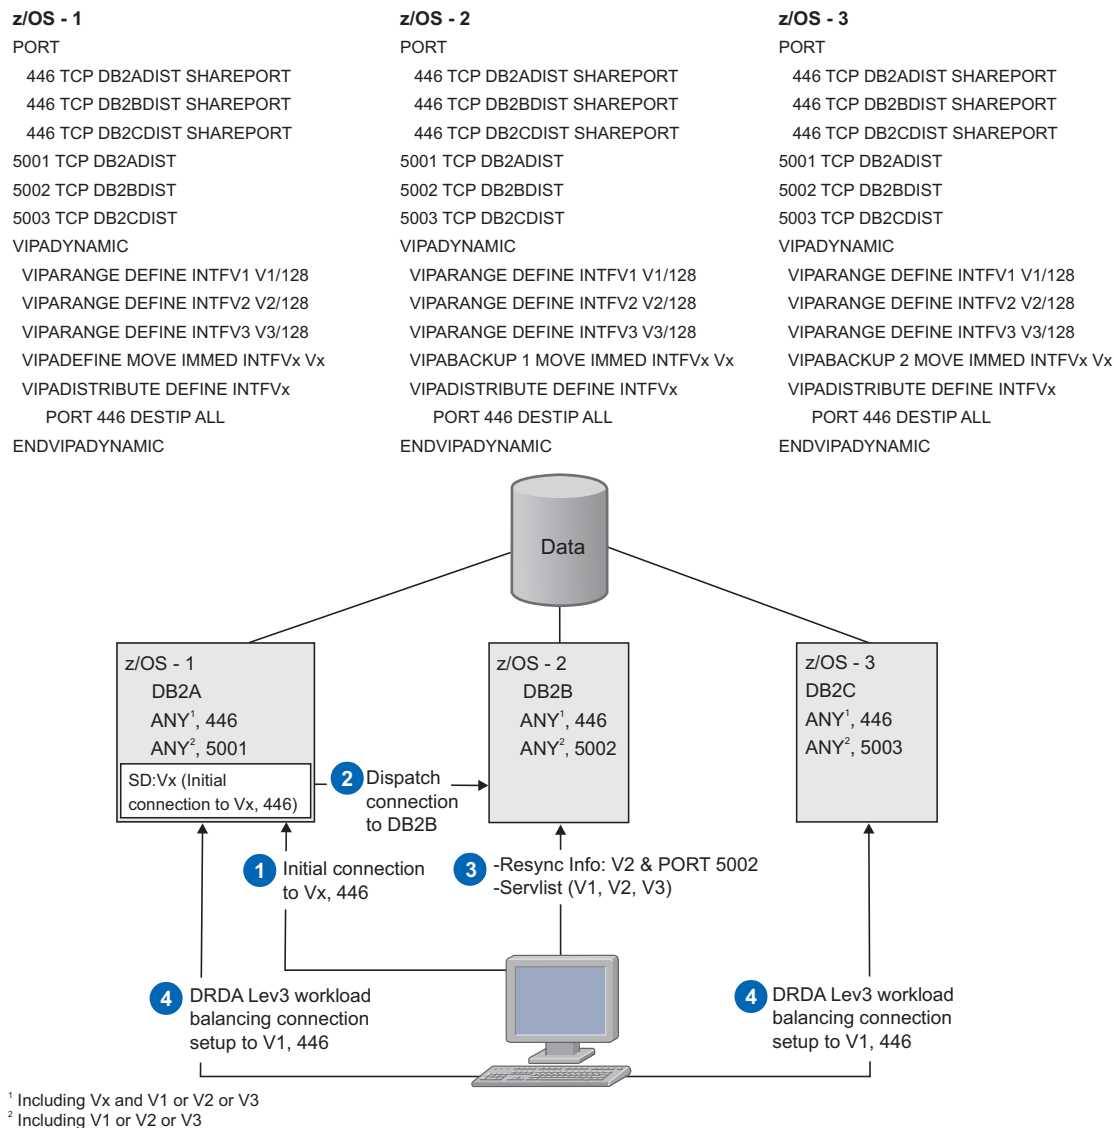 z/OS - 1
PORT
446 TCP DB2ADIST SHAREPORT
446 TCP DB2BDIST SHAREPORT
446 TCP DB2CDIST SHAREPORT
5001 TCP DB2ADIST
5002 TCP DB2BDIST
5003 TCP DB2CDIST
VIPADYNAMIC
VIPARANGE DEFINE INTFV1 V1/128
VIPARANGE DEFINE INTFV2 V2/128
VIPARANGE DEFINE INTFV3 V3/128
VIPADEFINE MOVE IMMED INTFVx Vx
VIPADISTRIBUTE DEFINE INTFVx
PORT 446 DESTIP ALL
ENDVIPADYNAMIC
z/OS - 2
PORT
446 TCP DB2ADIST SHAREPORT
446 TCP DB2BDIST SHAREPORT
446 TCP DB2CDIST SHAREPORT
5001 TCP DB2ADIST
5002 TCP DB2BDIST
5003 TCP DB2CDIST
VIPADYNAMIC
VIPARANGE DEFINE INTFV1 V1/128
VIPARANGE DEFINE INTFV2 V2/128
VIPARANGE DEFINE INTFV3 V3/128
VIPABACKUP 1 MOVE IMMED INTFVx Vx
VIPADISTRIBUTE DEFINE INTFVx
PORT 446 DESTIP ALL
ENDVIPADYNAMIC
z/OS - 3
PORT
446 TCP DB2ADIST SHAREPORT
446 TCP DB2BDIST SHAREPORT
446 TCP DB2CDIST SHAREPORT
5001 TCP DB2ADIST
5002 TCP DB2BDIST
5003 TCP DB2CDIST
VIPADYNAMIC
VIPARANGE DEFINE INTFV1 V1/128
VIPARANGE DEFINE INTFV2 V2/128
VIPARANGE DEFINE INTFV3 V3/128
VIPABACKUP 2 MOVE IMMED INTFVx Vx
VIPADISTRIBUTE DEFINE INTFVx
PORT 446 DESTIP ALL
ENDVIPADYNAMIC
Data
z/OS - 1
DB2A
ANY¹, 446
ANY², 5001
SD:Vx (Initial
connection to Vx, 446)
2 Dispatch
connection
to DB2B
z/OS - 2
DB2B
ANY¹, 446
ANY², 5002
z/OS - 3
DB2C
ANY¹, 446
ANY², 5003
1 Initial connection
to Vx, 446
3 -Resync Info: V2 & PORT 5002
-Servlist (V1, V2, V3)
4 DRDA Lev3 workload
balancing connection
setup to V1, 446
4 DRDA Lev3 workload
balancing connection
setup to V1, 446
¹ Including Vx and V1 or V2 or V3
² Including V1 or V2 or V3